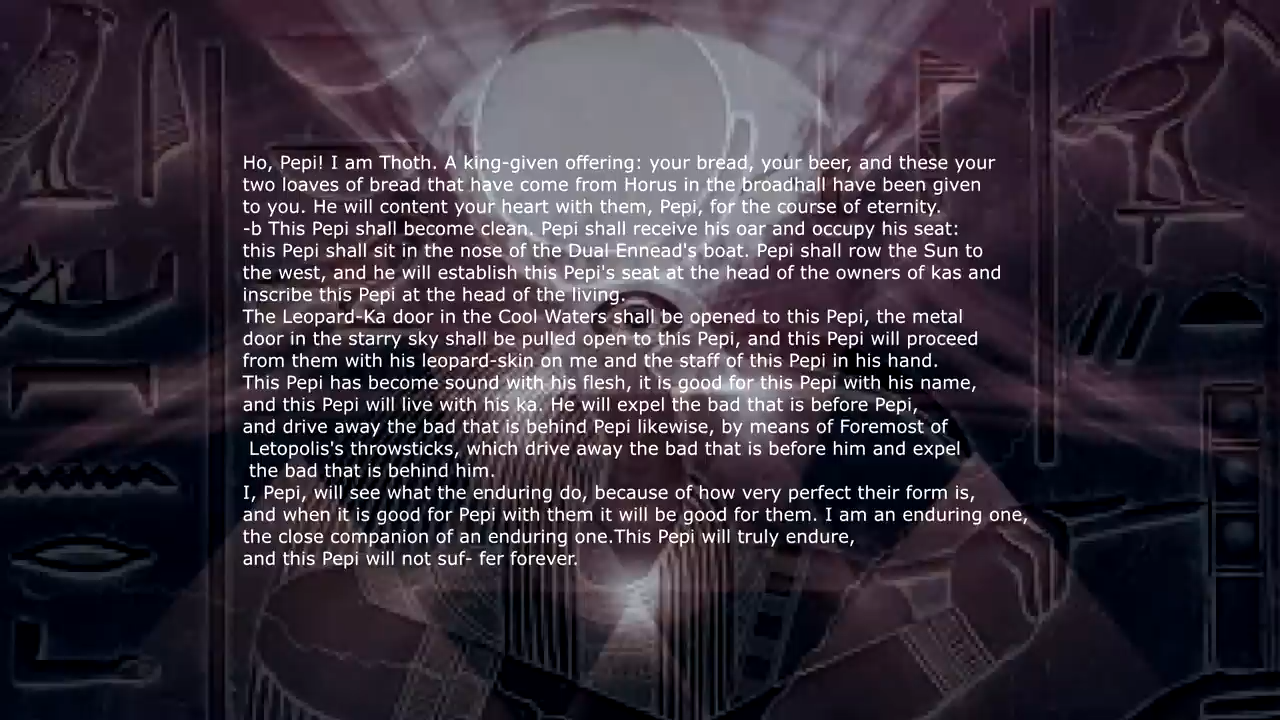 Ho, Pepi! I am Thoth. A king-given offering: your bread, your beer, and these your
two loaves of bread that have come from Horus in the broadhall have been given
to you. He will content your heart with them, Pepi, for the course of eternity.
-b This Pepi shall become clean. Pepi shall receive his oar and occupy his seat:
this Pepi shall sit in the nose of the Dual Ennead's boat. Pepi shall row the Sun to
the west, and he will establish this Pepi's seat at the head of the owners of kas and
inscribe this Pepi at the head of the living.
The Leopard-Ka door in the Cool Waters shall be opened to this Pepi, the metal
door in the starry sky shall be pulled open to this Pepi, and this Pepi will proceed
from them with his leopard-skin on me and the staff of this Pepi in his hand.
This Pepi has become sound with his flesh, it is good for this Pepi with his name,
and this Pepi will live with his ka. He will expel the bad that is before Pepi,
and drive away the bad that is behind Pepi likewise, by means of Foremost of
Letopolis's throwsticks, which drive away the bad that is before him and expel
the bad that is behind him.
I, Pepi, will see what the enduring do, because of how very perfect their form is,
and when it is good for Pepi with them it will be good for them. I am an enduring one,
the close companion of an enduring one.This Pepi will truly endure,
and this Pepi will not suf- fer forever.